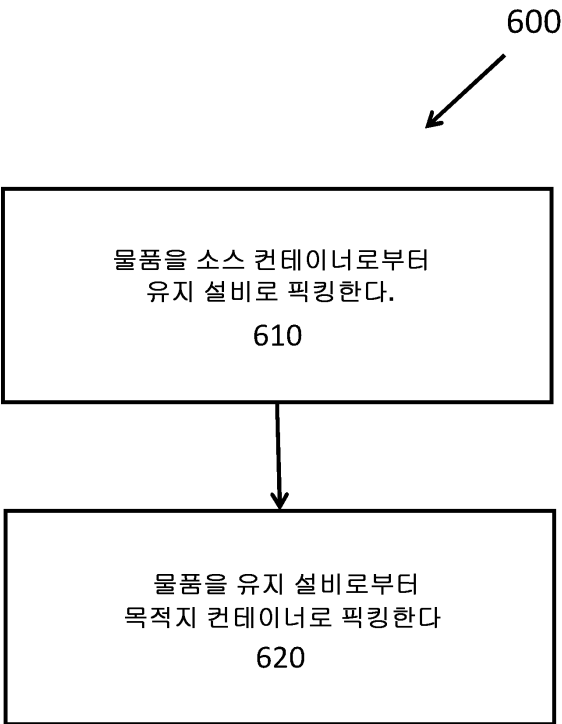 600
물품을 소스 컨테이너로부터
유지 설비로 픽킹한다.
610
물품을 유지 설비로부터
목적지 컨테이너로 픽킹한다
620